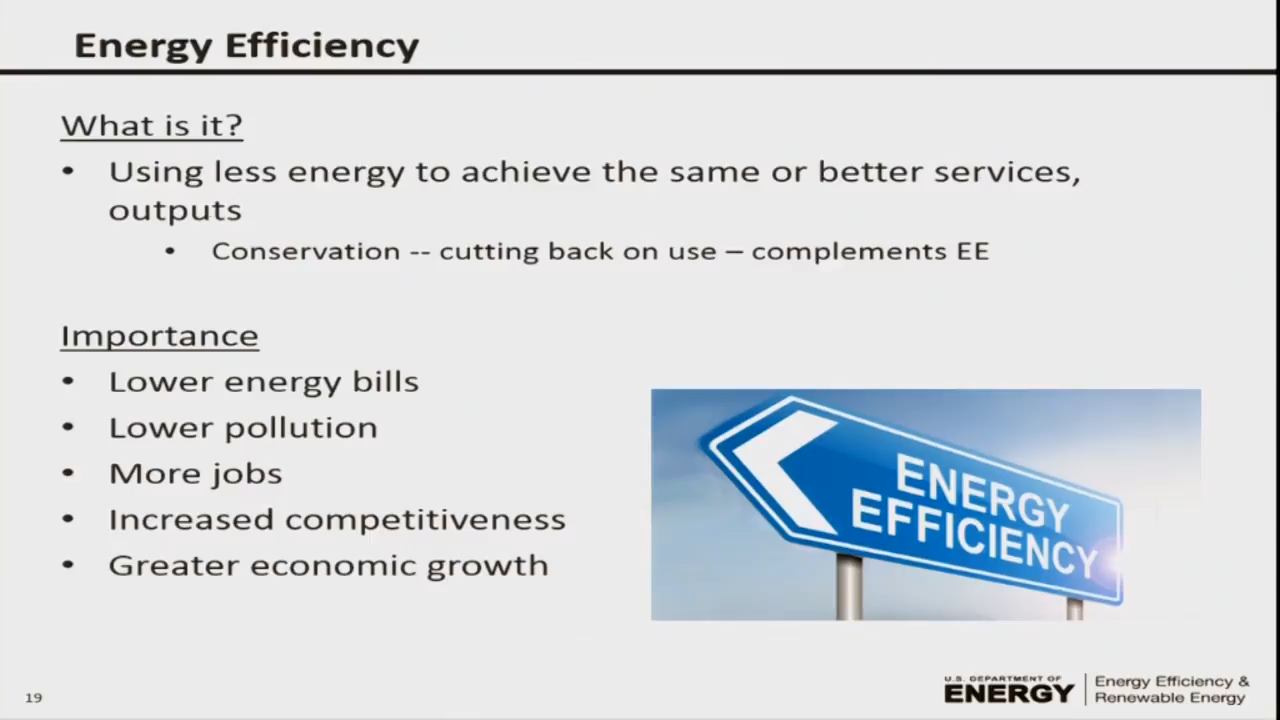 Energy Efficiency
What is it?
• Using less energy to achieve the same or better services,
outputs
• Conservation -- cutting back on use – complements EE
Importance
• Lower energy bills
• Lower pollution
• More jobs
• Increased competitiveness
• Greater economic growth
ENERGY
EFFICIENCY
19
U.S. DEPARTMENT OF
ENERGY
Energy Efficiency &
Renewable Energy